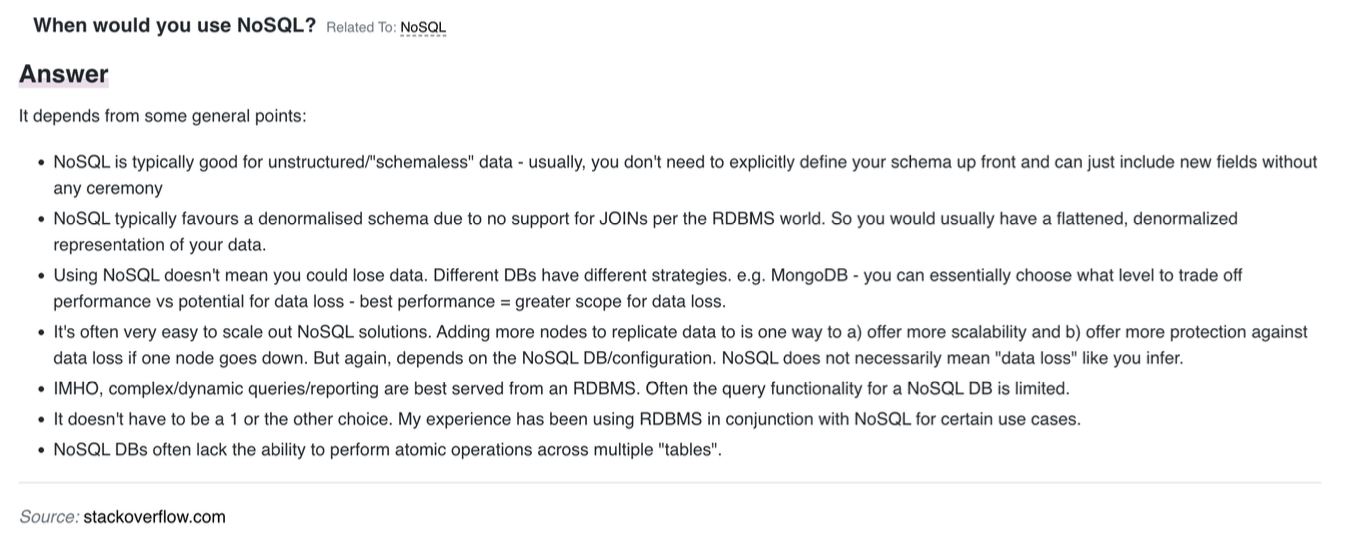 When would you use NoSQL? Related To: NoSQL
Answer
It depends from some general points:
• NoSQL is typically good for unstructured/"schemaless" data - usually, you don't need to explicitly define your schema up front and can just include new fields without
any ceremony
• NoSQL typically favours a denormalised schema due to no support for JOINs per the RDBMS world. So you would usually have a flattened, denormalized
representation of your data.
• Using NoSQL doesn't mean you could lose data. Different DBs have different strategies. e.g. MongoDB - you can essentially choose what level to trade off
performance vs potential for data loss - best performance = greater scope for data loss.
• It's often very easy to scale out NoSQL solutions. Adding more nodes to replicate data to is one way to a) offer more scalability and b) offer more protection against
data loss if one node goes down. But again, depends on the NoSQL DB/configuration. NoSQL does not necessarily mean "data loss" like you infer.
• IMHO, complex/dynamic queries/reporting are best served from an RDBMS. Often the query functionality for a NoSQL DB is limited.
• It doesn't have to be a 1 or the other choice. My experience has been using RDBMS in conjunction with NoSQL for certain use cases.
• NoSQL DBs often lack the ability to perform atomic operations across multiple "tables".
Source: stackoverflow.com